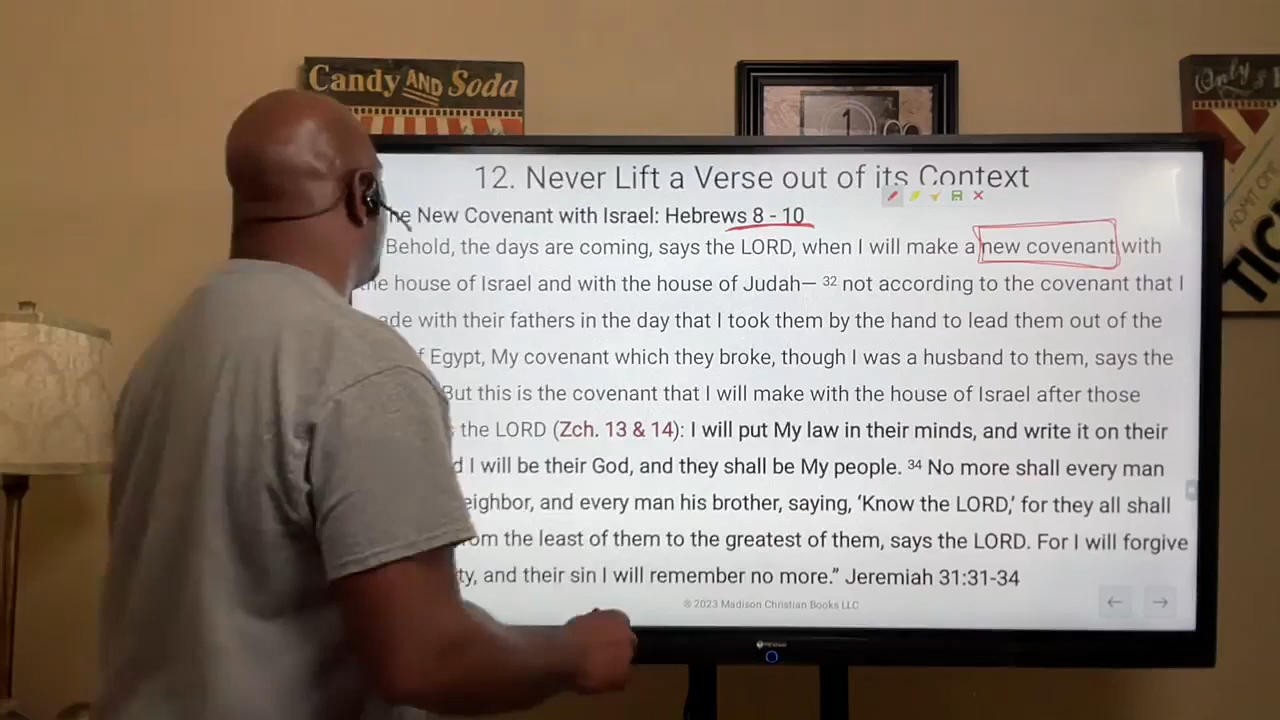 Candy AND Soda
1
Only
ADMIT ONE
TIC
12. Never Lift a Verse out of its Context
he New Covenant with Israel: Hebrews 8 - 10
Behold, the days are coming, says the LORD, when I will make a new covenant with
he house of Israel and with the house of Judah— 32 not according to the covenant that I
ade with their fathers in the day that I took them by the hand to lead them out of the
f Egypt, My covenant which they broke, though I was a husband to them, says the
But this is the covenant that I will make with the house of Israel after those
the LORD (Zch. 13 & 14): I will put My law in their minds, and write it on their
d I will be their God, and they shall be My people. 34 No more shall every man
eighbor, and every man his brother, saying, ‘Know the LORD,’ for they all shall
om the least of them to the greatest of them, says the LORD. For I will forgive
ty, and their sin I will remember no more.” Jeremiah 31:31-34
© 2023 Madison Christian Books LLC